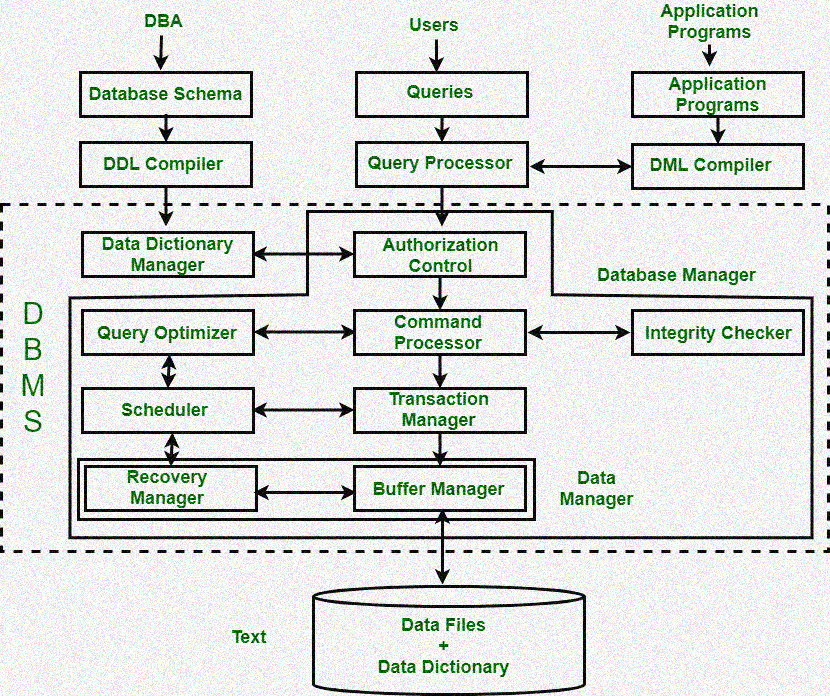 DBA
Users
Application
Programs
Database Schema
Queries
Application
Programs
DDL Compiler
Query Processor
DML Compiler
Data Dictionary
Manager
Authorization
Control
Database Manager
D
B
M
S
Query Optimizer
Command
Processor
Integrity Checker
Scheduler
Transaction
Manager
Recovery
Manager
Buffer Manager
Data
Manager
Text
Data Files
+
Data Dictionary